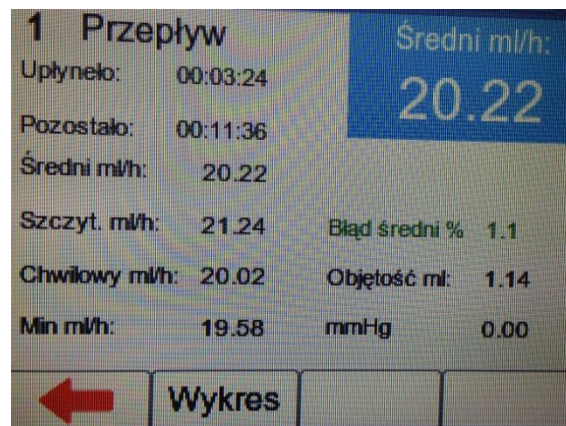 1 Przepływ
Średni ml/h:
20.22
Upłyneło: 00:03:24
Pozostało: 00:11:36
Średni ml/h: 20.22
Szczyt. ml/h: 21.24 Błąd średni % 1.1
Chwilowy ml/h: 20.02 Objętość ml: 1.14
Min ml/h: 19.58 mmHg 0.00
Wykres